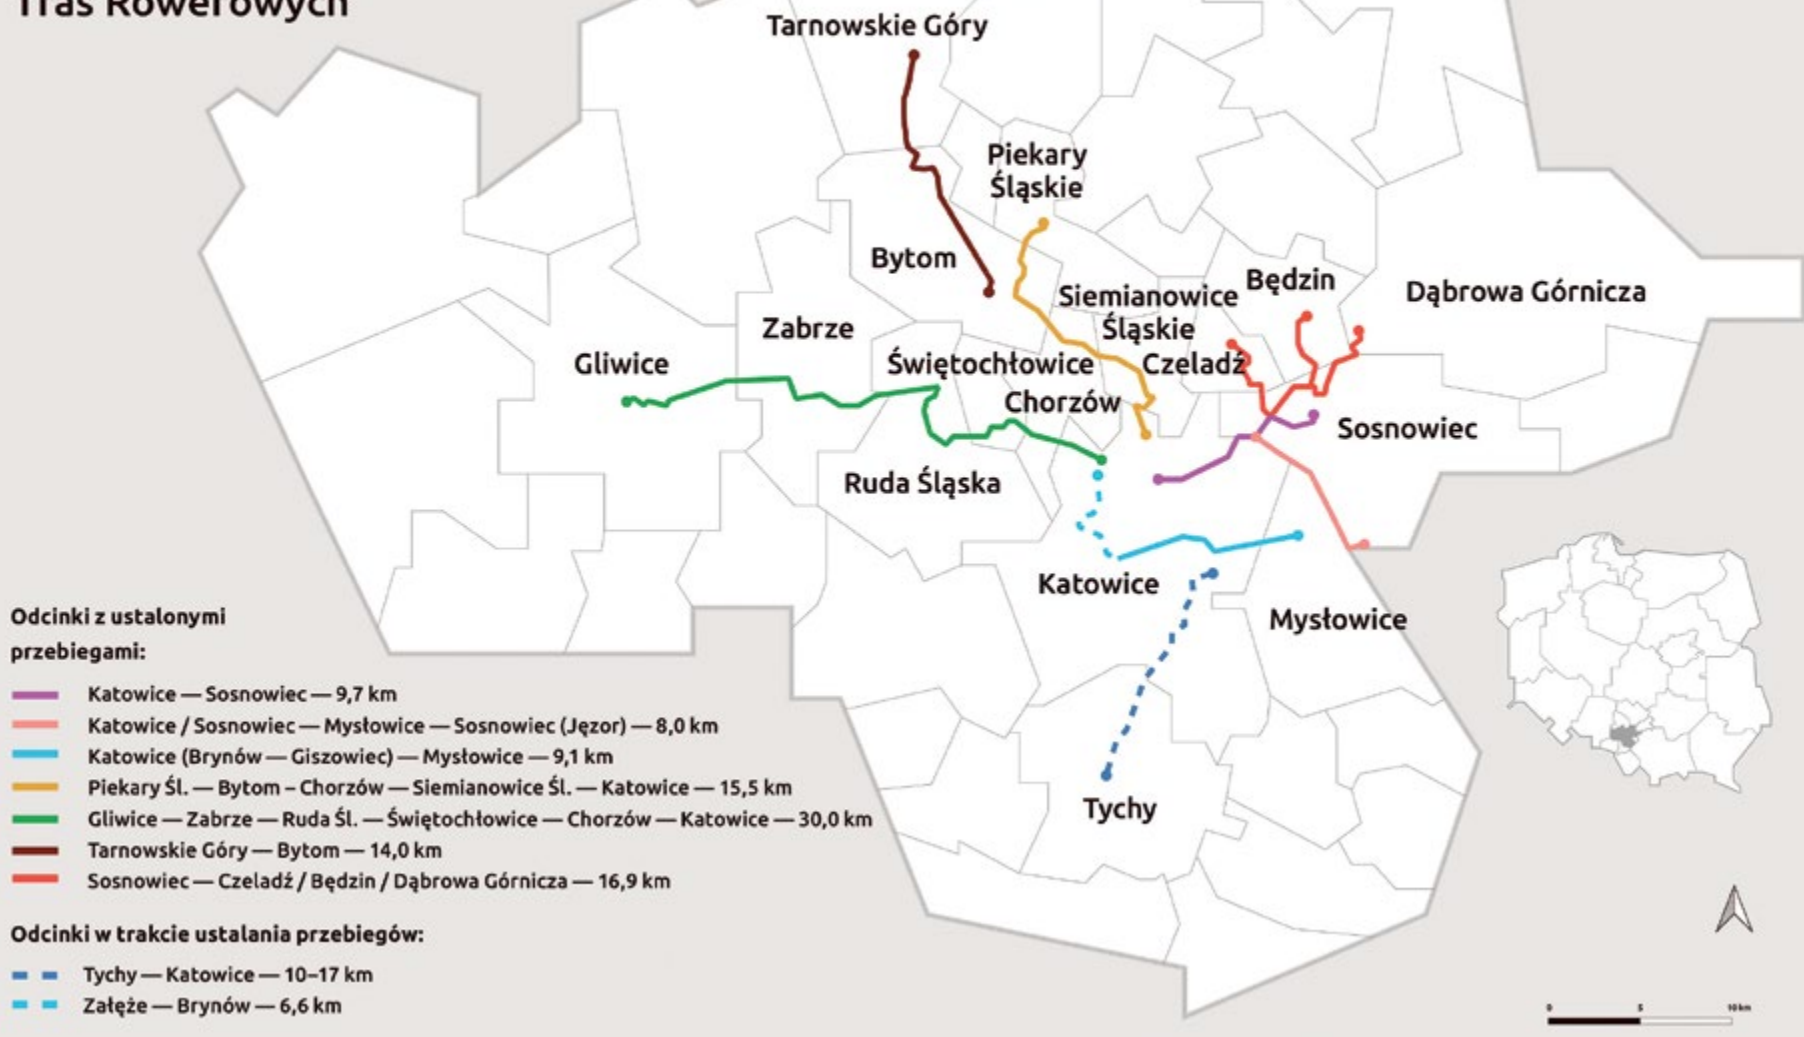 Tras Rowerowych
Tarnowskie Góry
Piekary
Śląskie
Bytom
Siemianowice
Śląskie
Będzin
Dąbrowa Górnicza
Zabrze
Gliwice
Świętochłowice
Czeladź
Chorzów
Sosnowiec
Ruda Śląska
Katowice
Mysłowice
Tychy
Odcinki z ustalonymi
przebiegami:
Katowice — Sosnowiec — 9,7 km
Katowice / Sosnowiec — Mysłowice — Sosnowiec (Jęzor) — 8,0 km
Katowice (Brynów — Giszowiec) — Mysłowice — 9,1 km
Piekary Śl. — Bytom – Chorzów — Siemianowice Śl. — Katowice — 15,5 km
Gliwice — Zabrze — Ruda Śl. — Świętochłowice — Chorzów — Katowice — 30,0 km
Tarnowskie Góry — Bytom — 14,0 km
Sosnowiec — Czeladź / Będzin / Dąbrowa Górnicza — 16,9 km
Odcinki w trakcie ustalania przebiegów:
Tychy — Katowice — 10–17 km
Załęże — Brynów — 6,6 km
0 5 10 km